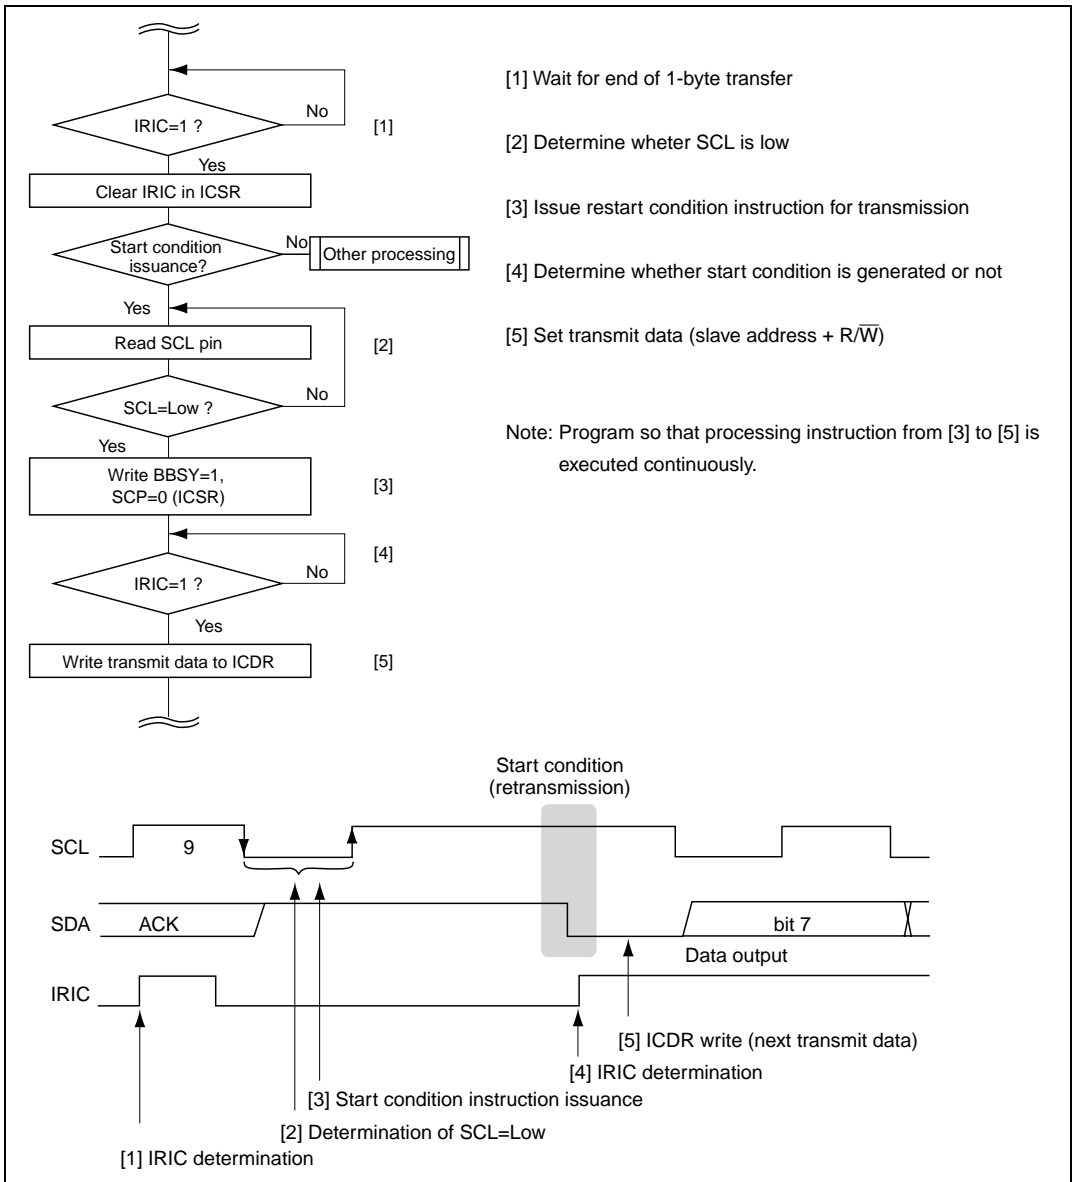 [1] Wait for end of 1-byte transfer
No
IRIC=1 ?
[1]
[2] Determine wheter SCL is low
Yes
Clear IRIC in ICSR
[3] Issue restart condition instruction for transmission
Start condition
issuance?
No
Other processing
[4] Determine whether start condition is generated or not
Yes
Read SCL pin
[2]
[5] Set transmit data (slave address + R/W̅)
No
SCL=Low ?
Yes
Note: Program so that processing instruction from [3] to [5] is
executed continuously.
Write BBSY=1,
SCP=0 (ICSR)
[3]
[4]
No
IRIC=1 ?
Yes
Write transmit data to ICDR
[5]
Start condition
(retransmission)
SCL
9
SDA
ACK
bit 7
Data output
IRIC
[5] ICDR write (next transmit data)
[4] IRIC determination
[3] Start condition instruction issuance
[2] Determination of SCL=Low
[1] IRIC determination